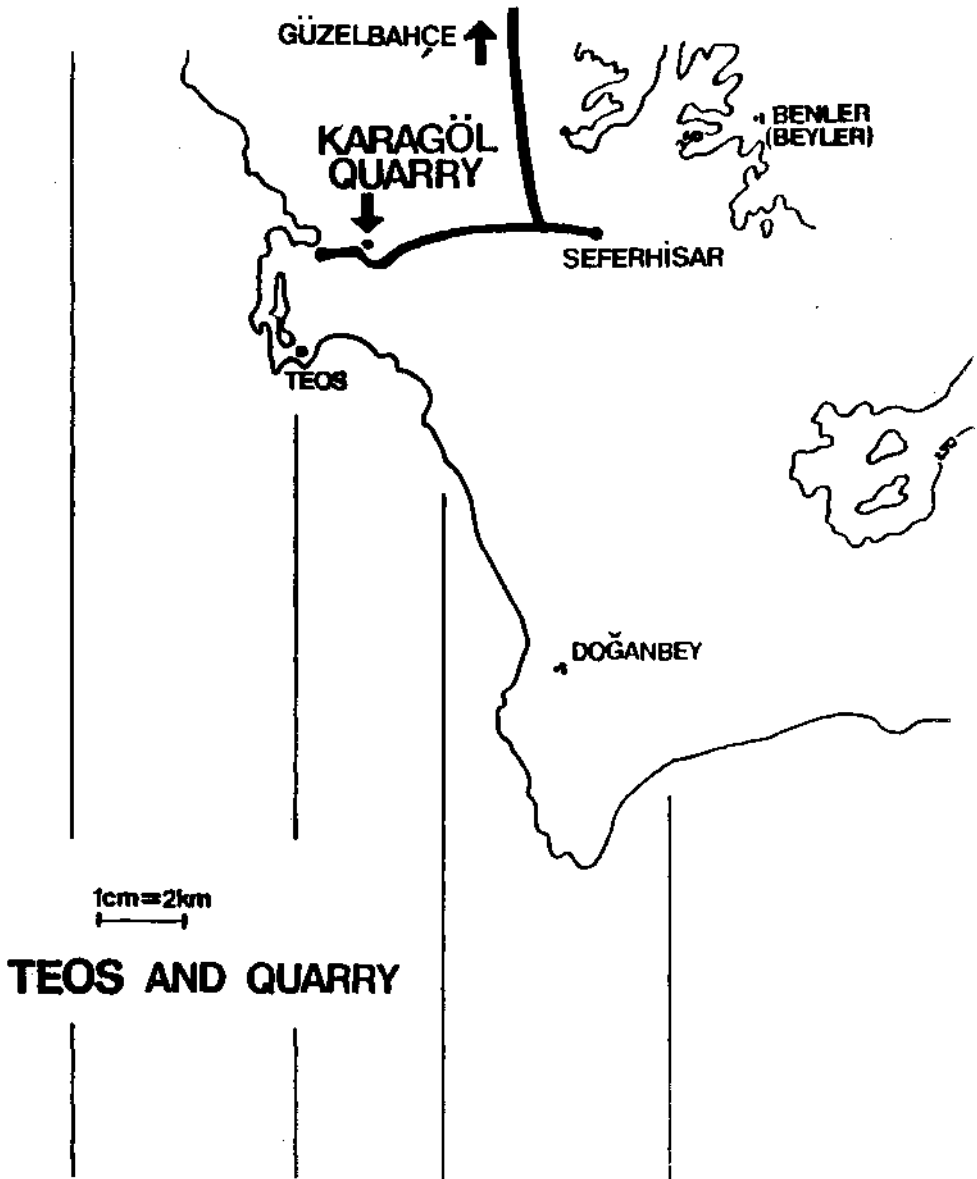 GÜZELBAHÇE
KARAGÖL
QUARRY
BENLER
(BEYLER)
SEFERHİSAR
TEOS
DOĞANBEY
1cm=2km
TEOS AND QUARRY